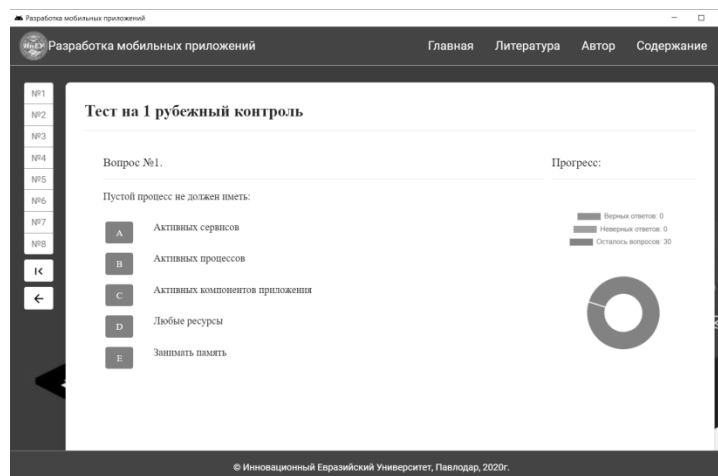 Разработка мобильных приложений
ИнЕУ Разработка мобильных приложений Главная Литература Автор Содержание
№1
№2
№3
№4
№5
№6
№7
№8
Тест на 1 рубежный контроль
Вопрос №1.
Пустой процесс не должен иметь:
A Активных сервисов
B Активных процессов
C Активных компонентов приложения
D Любые ресурсы
E Занимать память
Прогресс:
Верных ответов: 0
Неверных ответов: 0
Осталось вопросов: 30
© Инновационный Евразийский Университет, Павлодар, 2020г.